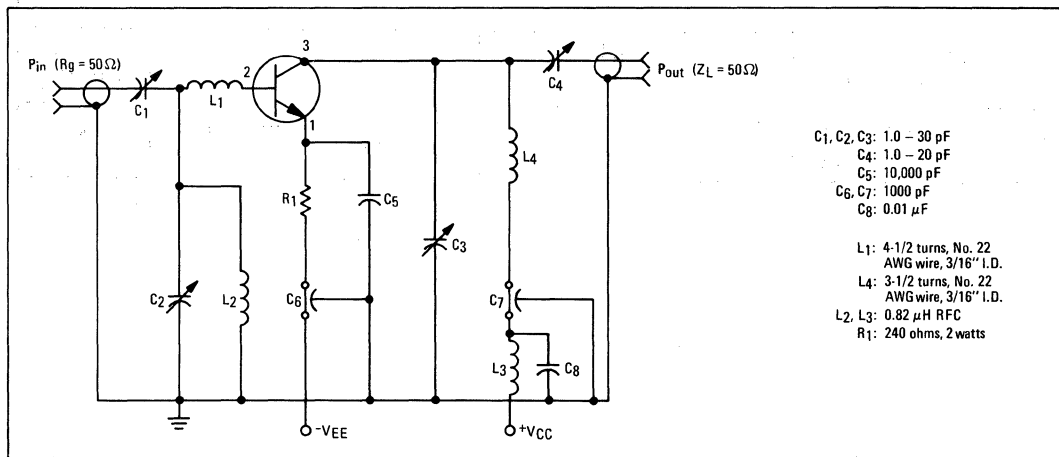 Pin (Rg = 50Ω)
C1
C2
L1
L2
2
3
1
R1
C5
C6
-VEE
C3
L4
C7
L3
C8
+VCC
C4
Pout (ZL = 50Ω)
C1, C2, C3: 1.0 – 30 pF
C4: 1.0 – 20 pF
C5: 10,000 pF
C6, C7: 1000 pF
C8: 0.01 µF
L1: 4-1/2 turns, No. 22
AWG wire, 3/16" I.D.
L4: 3-1/2 turns, No. 22
AWG wire, 3/16" I.D.
L2, L3: 0.82 µH RFC
R1: 240 ohms, 2 watts